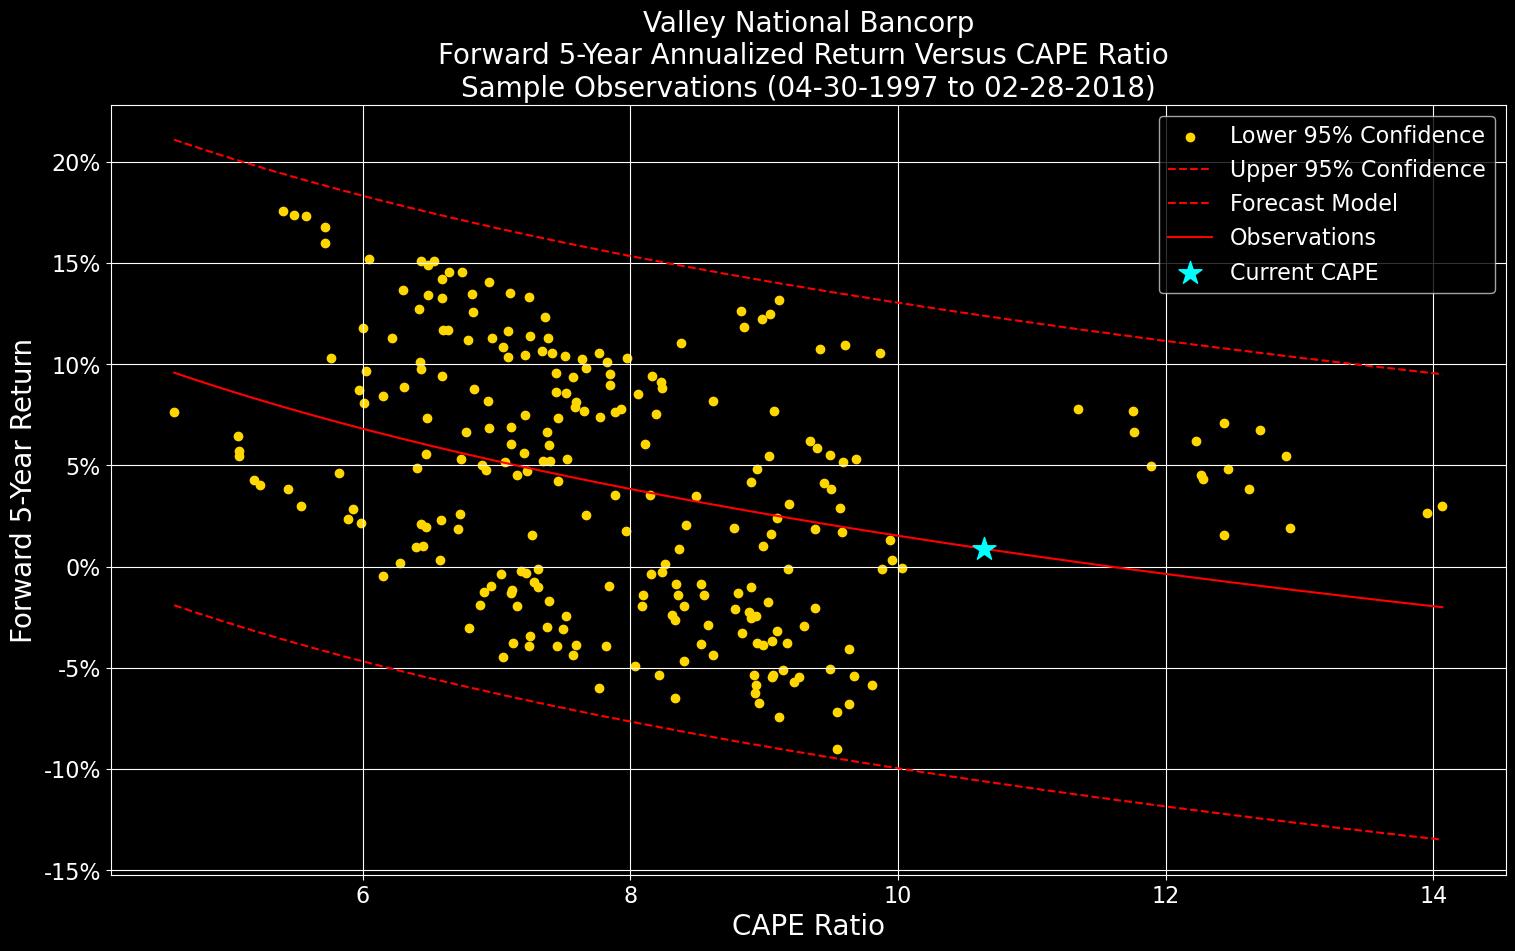 Valley National Bancorp
Forward 5-Year Annualized Return Versus CAPE Ratio
Sample Observations (04-30-1997 to 02-28-2018)
Lower 95% Confidence
Upper 95% Confidence
Forecast Model
Observations
Current CAPE
Forward 5-Year Return
20%
15%
10%
5%
0%
-5%
-10%
-15%
6 8 10 12 14
CAPE Ratio